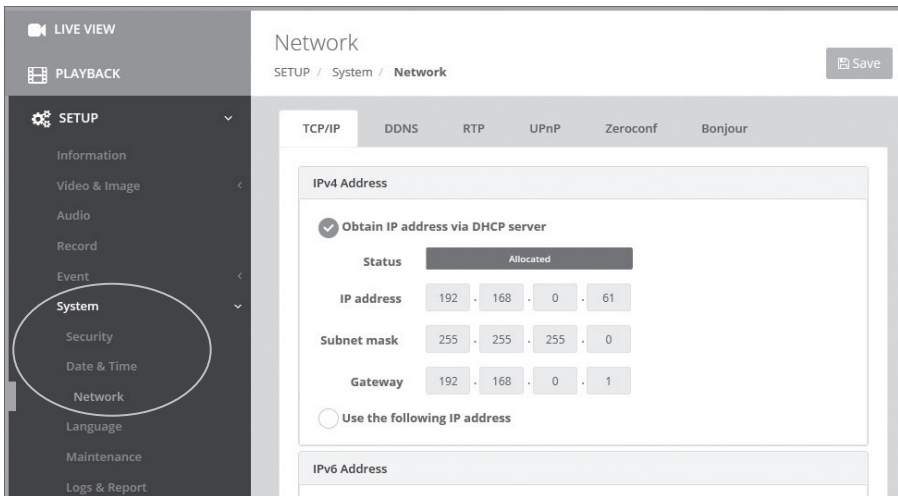 LIVE VIEW
PLAYBACK
SETUP
Information
Video & Image
Audio
Record
Event
System
Security
Date & Time
Network
Language
Maintenance
Logs & Report
Network
SETUP / System / Network
Save
TCP/IP DDNS RTP UPnP Zeroconf Bonjour
IPv4 Address
Obtain IP address via DHCP server
Status Allocated
IP address 192 . 168 . 0 . 61
Subnet mask 255 . 255 . 255 . 0
Gateway 192 . 168 . 0 . 1
Use the following IP address
IPv6 Address